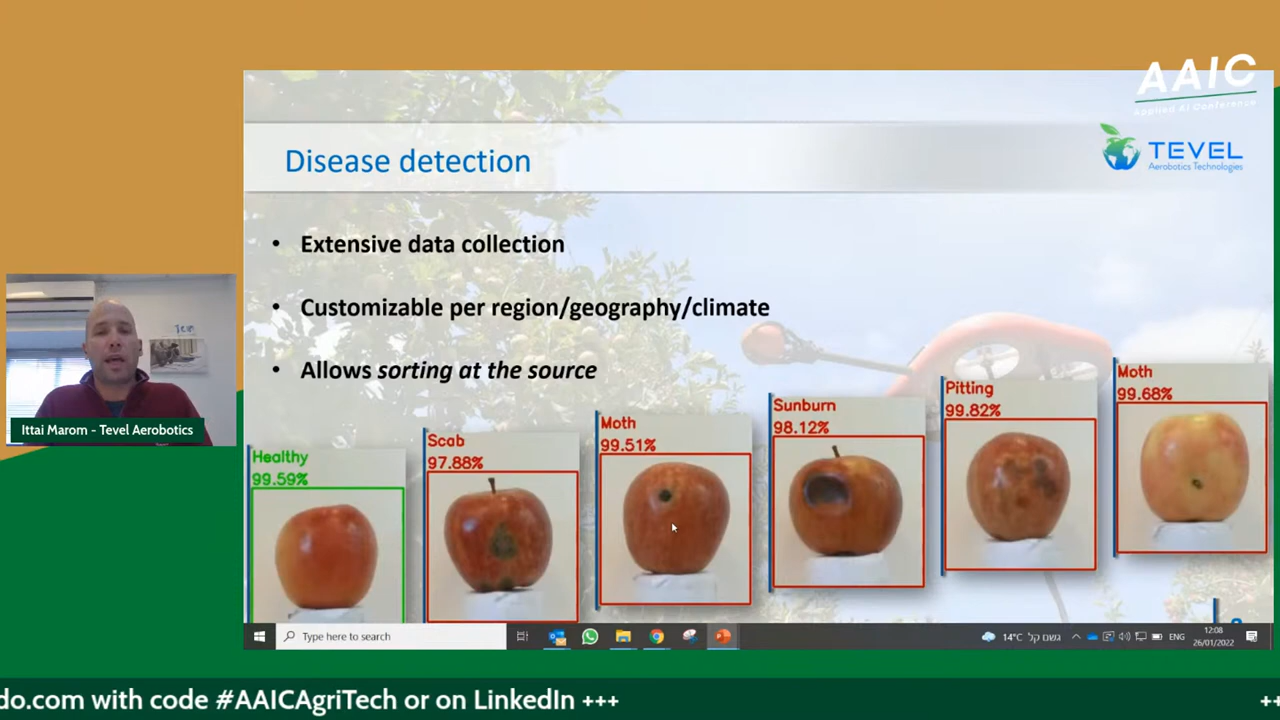 AAIC
Applied AI Conference
TEVEL
Aerobotics Technologies
Disease detection
• Extensive data collection
• Customizable per region/geography/climate
• Allows sorting at the source
Healthy
99.59%
Scab
97.88%
Moth
99.51%
Sunburn
98.12%
Pitting
99.82%
Moth
99.68%
Ittai Marom - Tevel Aerobotics
Type here to search
14°C גשם קל
ENG
12:08
26/01/2022
do.com with code #AAICAgriTech or on LinkedIn +++